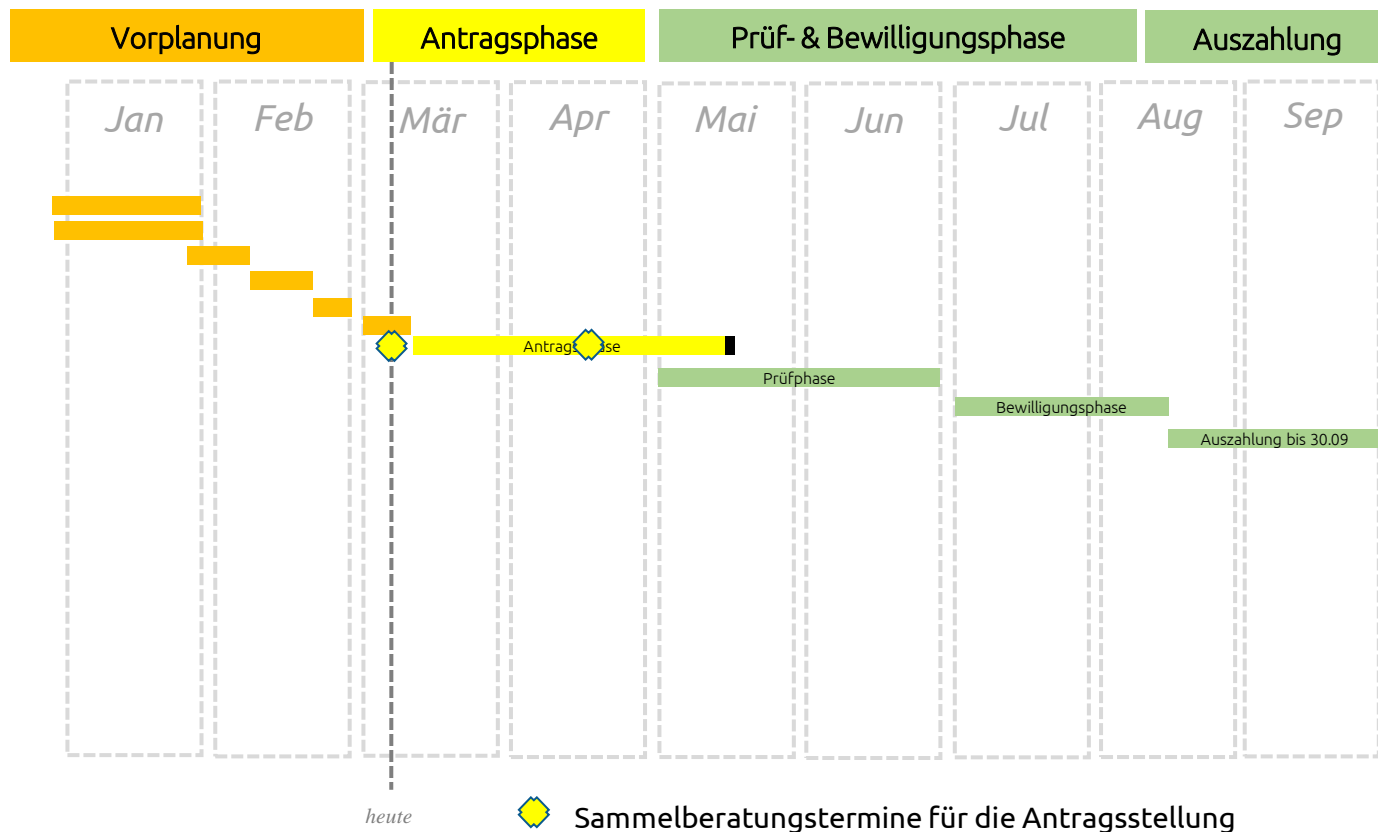 Vorplanung
Antragsphase
Prüf- & Bewilligungsphase
Auszahlung
Jan
Feb
Mär
Apr
Mai
Jun
Jul
Aug
Sep
Prüfphase
Bewilligungsphase
Auszahlung bis 30.09
heute
Sammelberatungstermine für die Antragsstellung